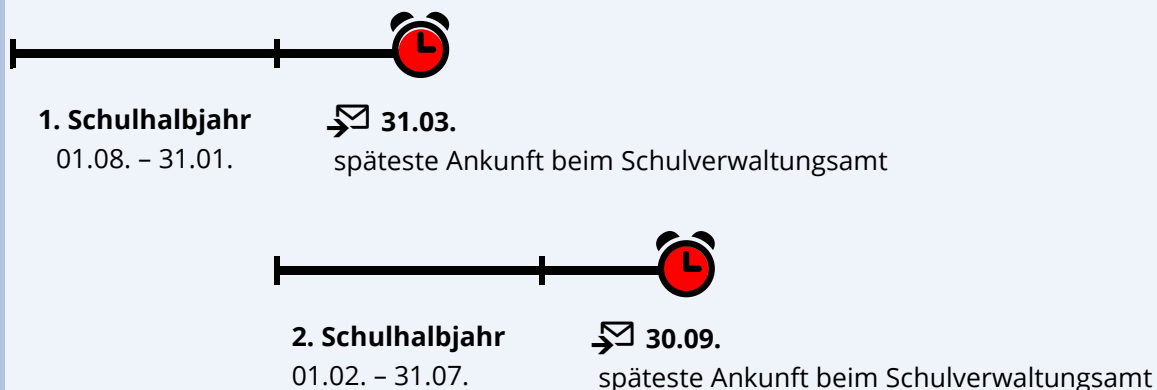 1. Schulhalbjahr
01.08. – 31.01.
31.03.
späteste Ankunft beim Schulverwaltungsamt
2. Schulhalbjahr
01.02. – 31.07.
30.09.
späteste Ankunft beim Schulverwaltungsamt